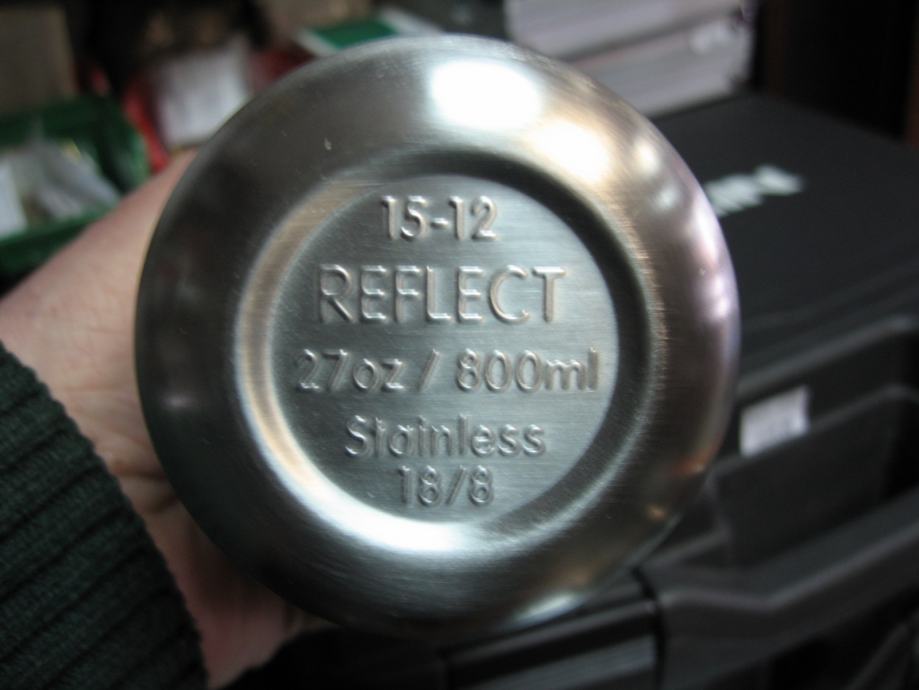 15-12
REFLECT
27oz / 800ml
Stainless
18/8